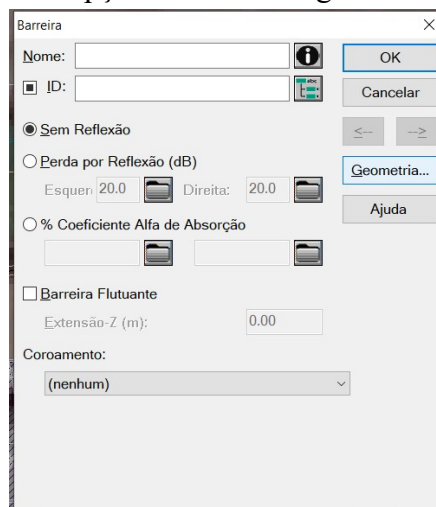 Barreira
Nome:
OK
ID:
Cancelar
Sem Reflexão
<-- -->
Perda por Reflexão (dB)
Geometria...
Esquer 20.0 Direita: 20.0
Ajuda
% Coeficiente Alfa de Absorção
Barreira Flutuante
Extensão-Z (m): 0.00
Coroamento:
(nenhum)